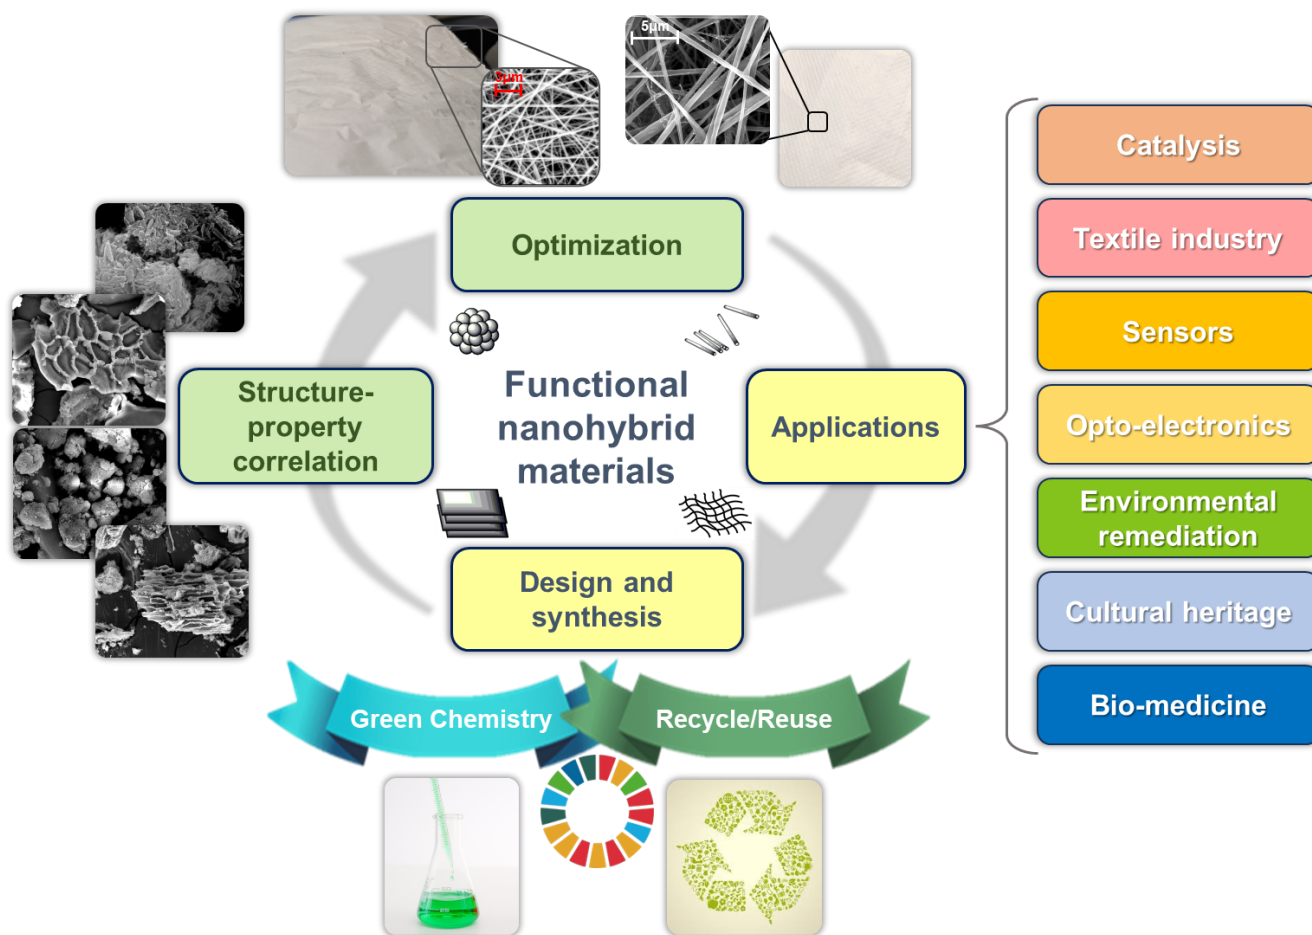 5μm
3μm
Optimization
Structure-
property
correlation
Functional
nanohybrid
materials
Applications
Design and
synthesis
Green Chemistry
Recycle/Reuse
Catalysis
Textile industry
Sensors
Opto-electronics
Environmental
remediation
Cultural heritage
Bio-medicine